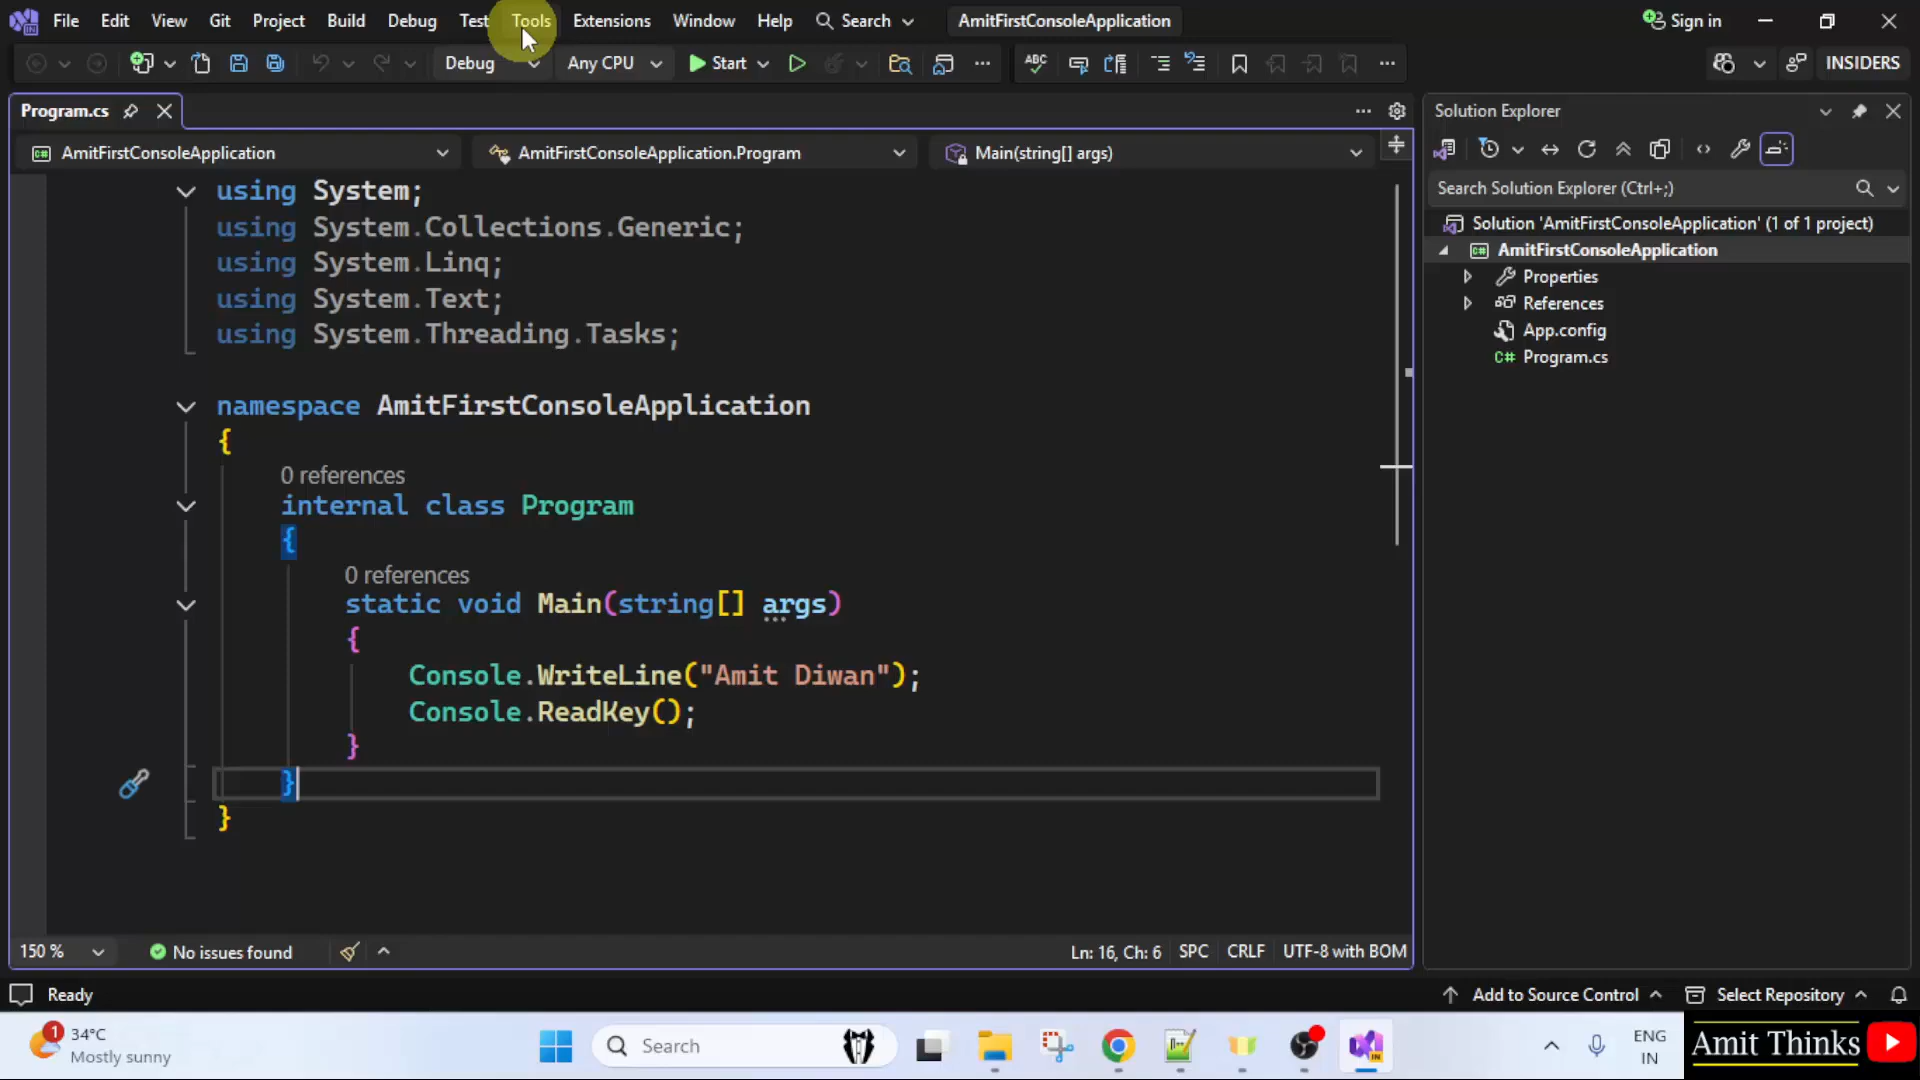 File Edit View Git Project Build Debug Test Tools Extensions Window Help Search AmitFirstConsoleApplication Sign in
Debug Any CPU Start INSIDERS
Program.cs
AmitFirstConsoleApplication AmitFirstConsoleApplication.Program Main(string[] args)
using System;
using System.Collections.Generic;
using System.Linq;
using System.Text;
using System.Threading.Tasks;
namespace AmitFirstConsoleApplication
{
0 references
internal class Program
{
0 references
static void Main(string[] args)
{
Console.WriteLine("Amit Diwan");
Console.ReadKey();
}
}
}
150 % No issues found Ln: 16, Ch: 6 SPC CRLF UTF-8 with BOM
Solution Explorer
Search Solution Explorer (Ctrl+;)
Solution 'AmitFirstConsoleApplication' (1 of 1 project)
AmitFirstConsoleApplication
Properties
References
App.config
C# Program.cs
Ready Add to Source Control Select Repository
1 34°C
Mostly sunny
Search
ENG
IN
Amit Thinks